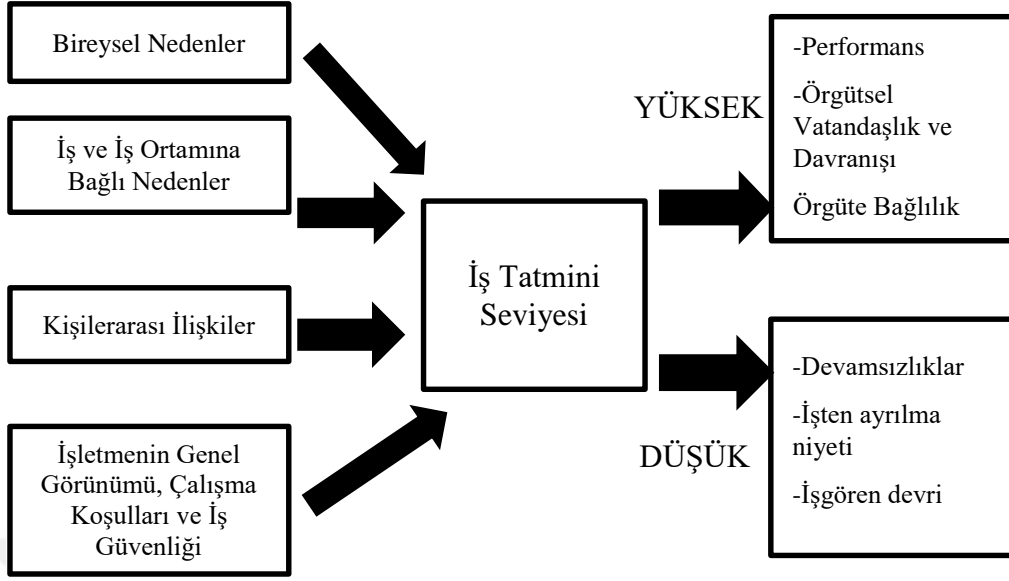 Bireysel Nedenler
İş ve İş Ortamına
Bağlı Nedenler
Kişilerarası İlişkiler
İşletmenin Genel
Görünümü, Çalışma
Koşulları ve İş
Güvenliği
İş Tatmini
Seviyesi
YÜKSEK
-Performans
-Örgütsel
Vatandaşlık ve
Davranışı
Örgüte Bağlılık
DÜŞÜK
-Devamsızlıklar
-İşten ayrılma
niyeti
-İşgören devri